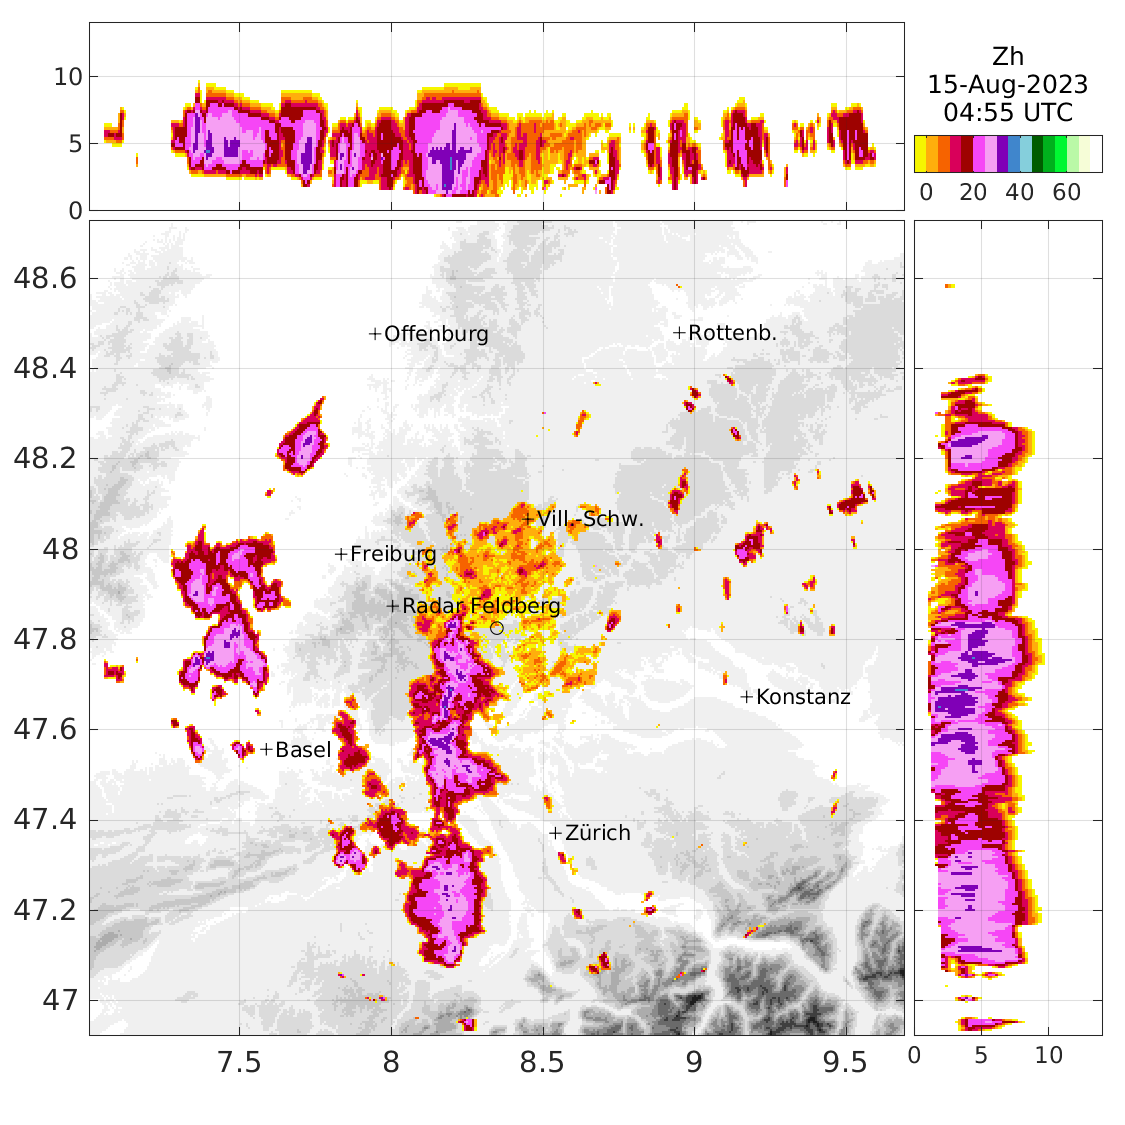 10
5
0
Zh
15-Aug-2023
04:55 UTC
0 20 40 60
48.6
48.4
48.2
48
47.8
47.6
47.4
47.2
47
+Offenburg
+Rottenb.
+Vill.-Schw.
+Freiburg
+Radar Feldberg
+Konstanz
+Basel
+Zürich
7.5 8 8.5 9 9.5
0 5 10